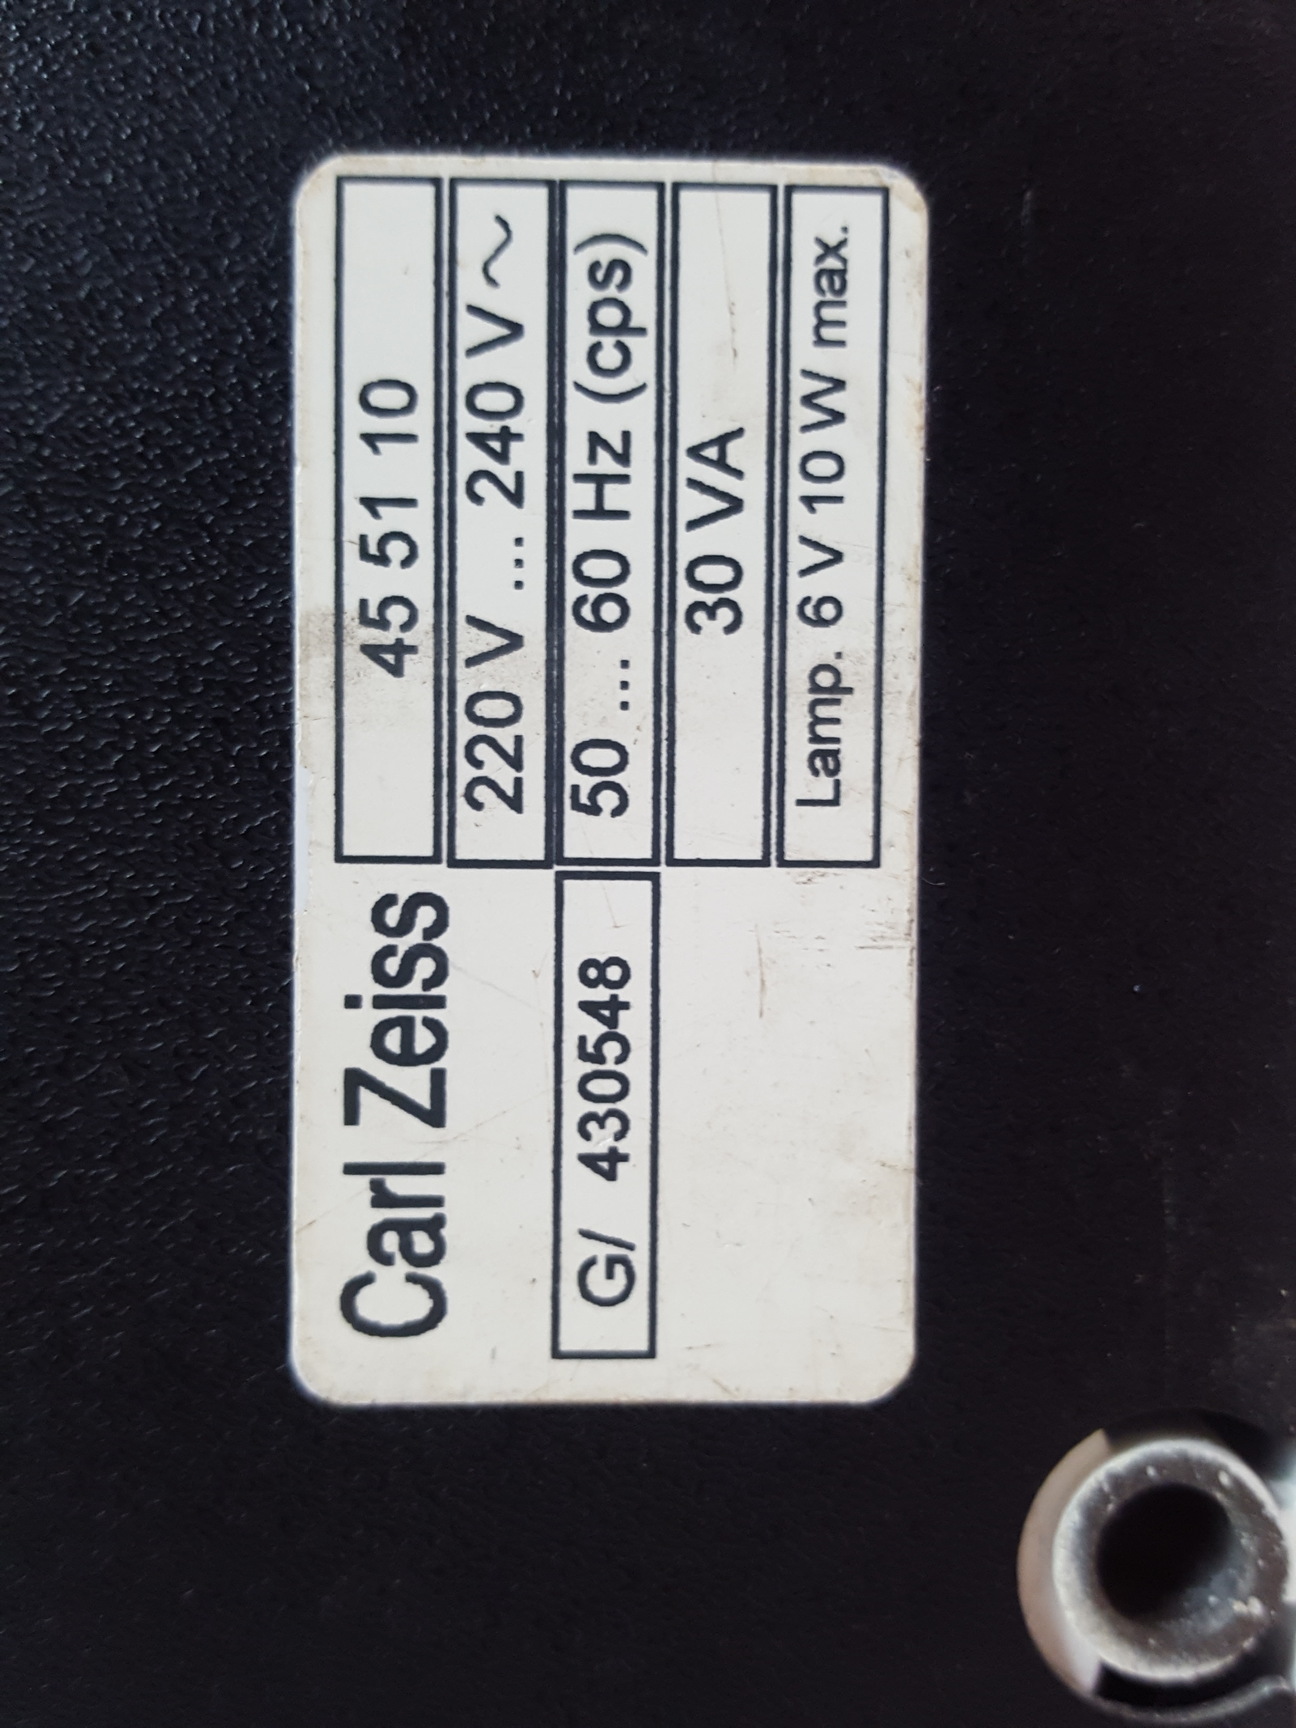 Carl Zeiss
45 51 10
220 V ... 240 V ~
G/ 430548
50 ... 60 Hz (cps)
30 VA
Lamp. 6 V 10 W max.